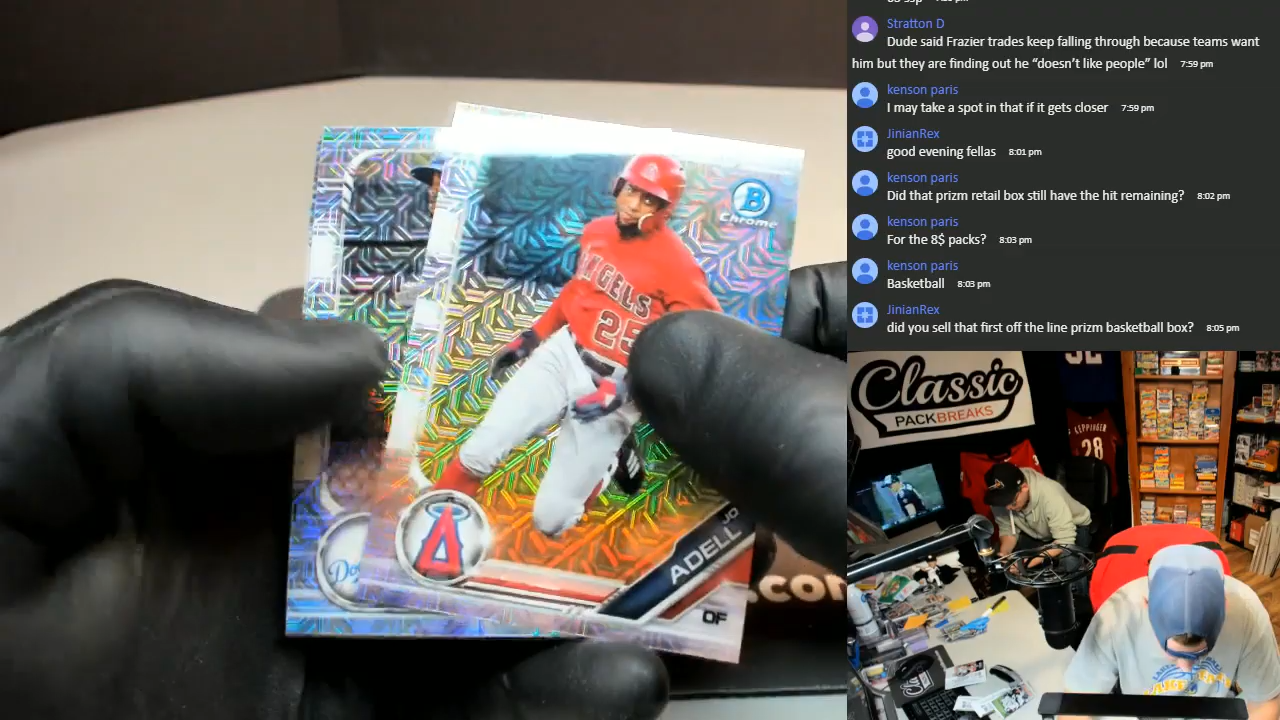 Stratton D
Dude said Frazier trades keep falling through because teams want
him but they are finding out he “doesn’t like people” lol 7:59 pm
kenson paris
I may take a spot in that if it gets closer 7:59 pm
JinianRex
good evening fellas 8:01 pm
kenson paris
Did that prizm retail box still have the hit remaining? 8:02 pm
kenson paris
For the 8$ packs? 8:03 pm
kenson paris
Basketball 8:03 pm
JinianRex
did you sell that first off the line prizm basketball box? 8:05 pm
B
Chrome
ANGELS
25
A
JO
ADELL
OF
.com
Classic
PACKBREAKS
LEPPINGER
28